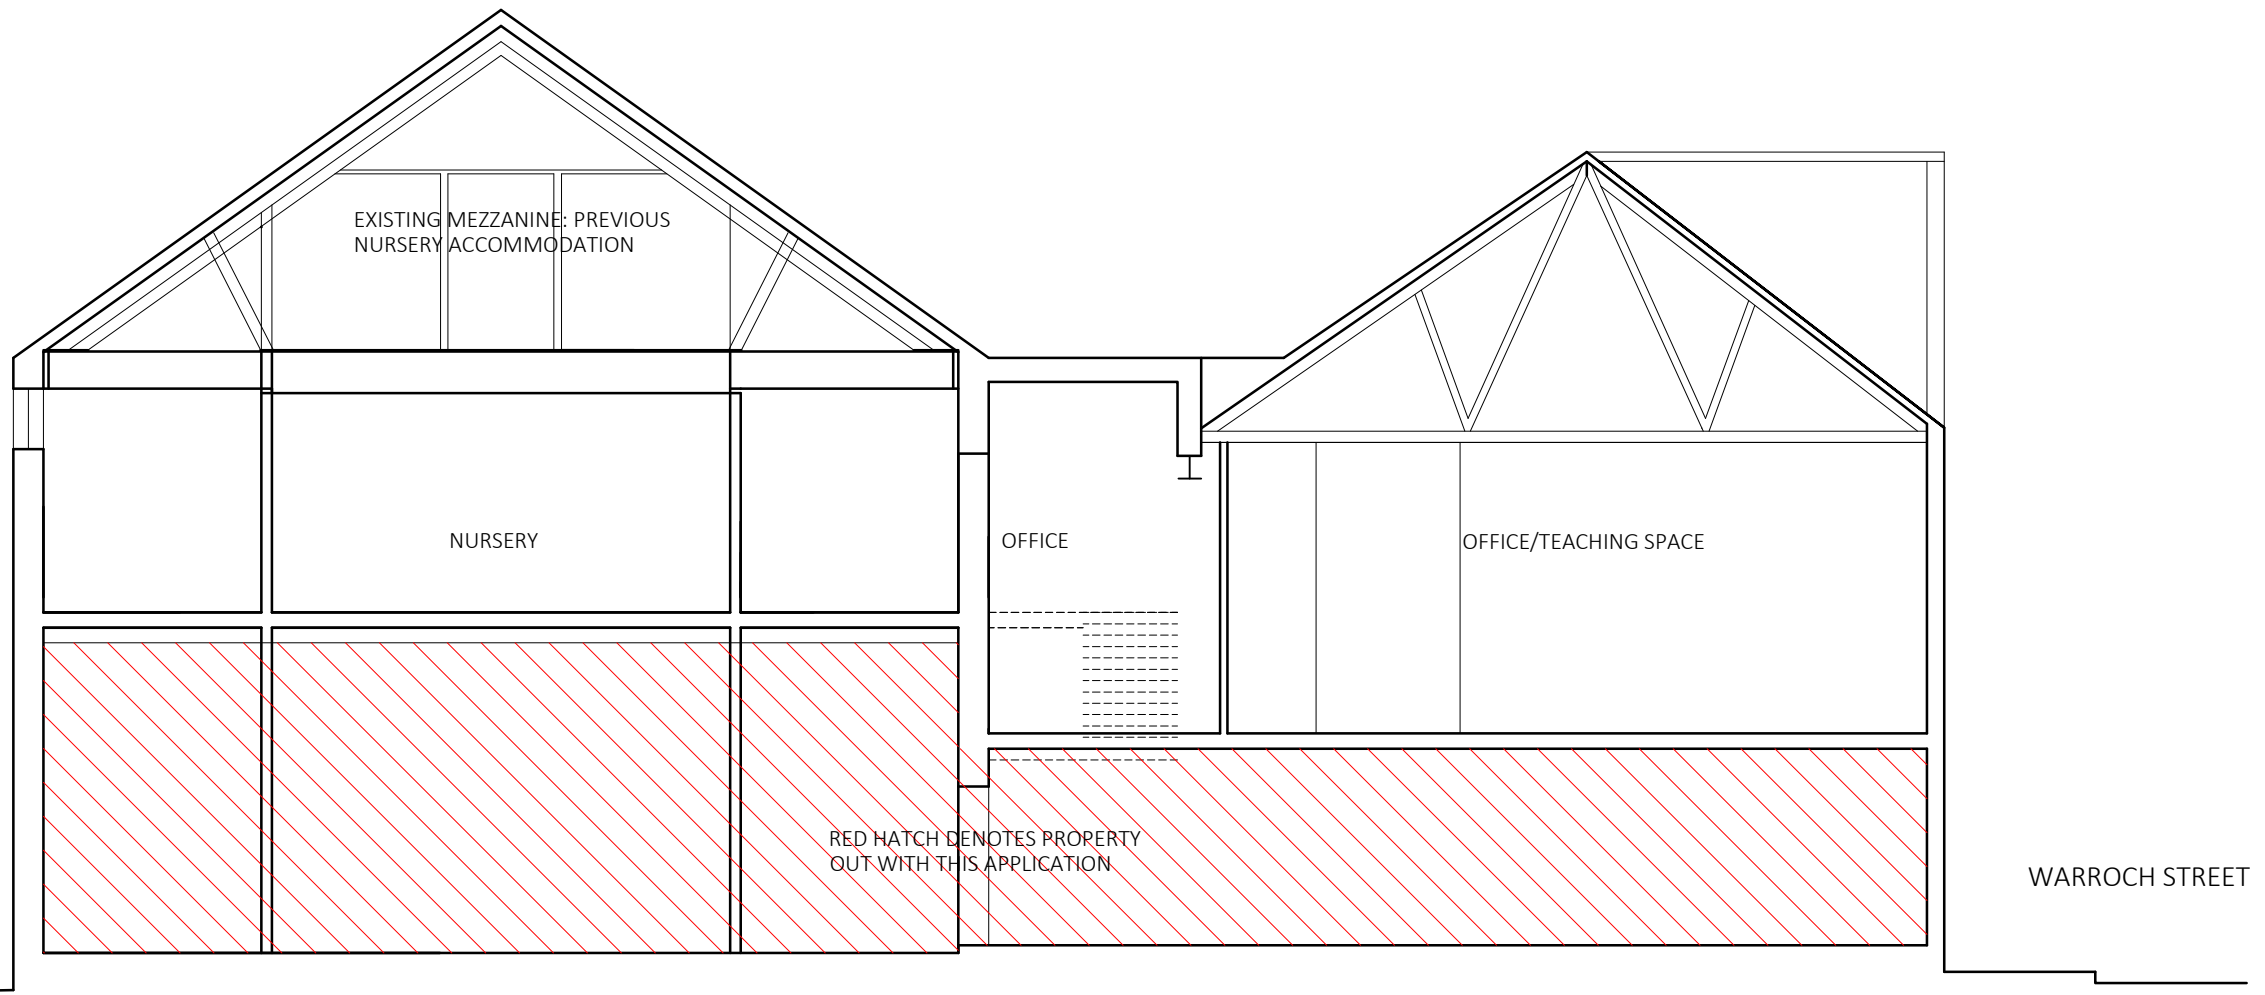 EXISTING MEZZANINE: PREVIOUS
NURSERY ACCOMMODATION
NURSERY
OFFICE
OFFICE/TEACHING SPACE
RED HATCH DENOTES PROPERTY
OUT WITH THIS APPLICATION
WARROCH STREET